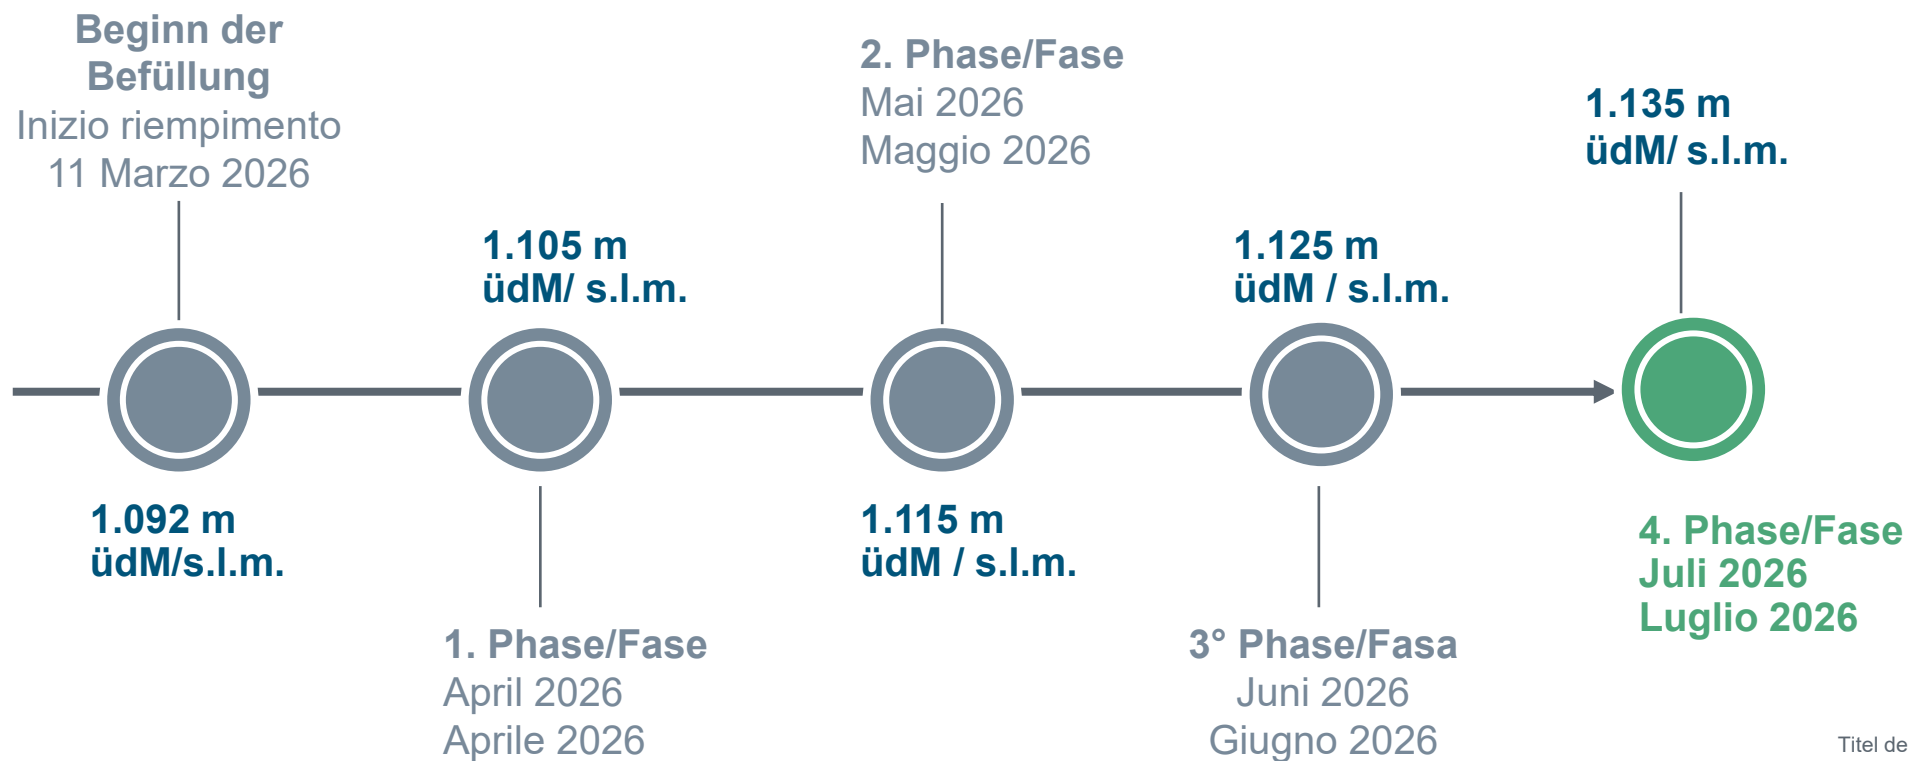 Beginn der
Befüllung
Inizio riempimento
11 Marzo 2026
1.092 m
üdM/s.l.m.
1.105 m
üdM/ s.l.m.
1. Phase/Fase
April 2026
Aprile 2026
2. Phase/Fase
Mai 2026
Maggio 2026
1.115 m
üdM / s.l.m.
1.125 m
üdM / s.l.m.
3° Phase/Fasa
Juni 2026
Giugno 2026
1.135 m
üdM/ s.l.m.
4. Phase/Fase
Juli 2026
Luglio 2026
Titel de